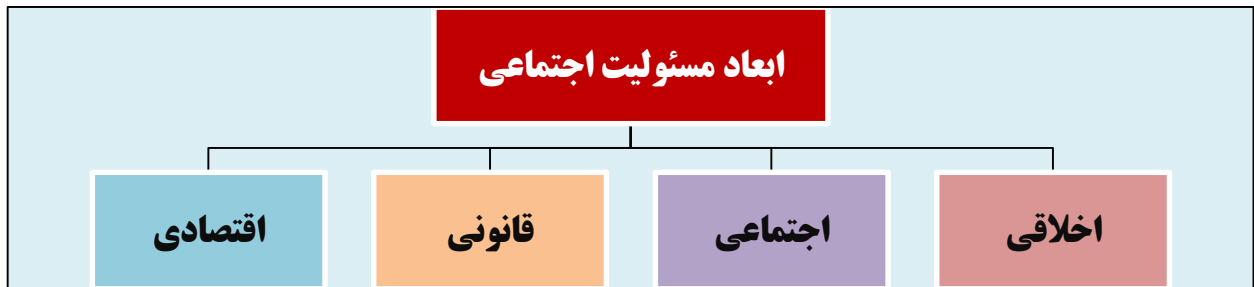 ابعاد مسئولیت اجتماعی
اخلاقی
اجتماعی
قانونی
اقتصادی